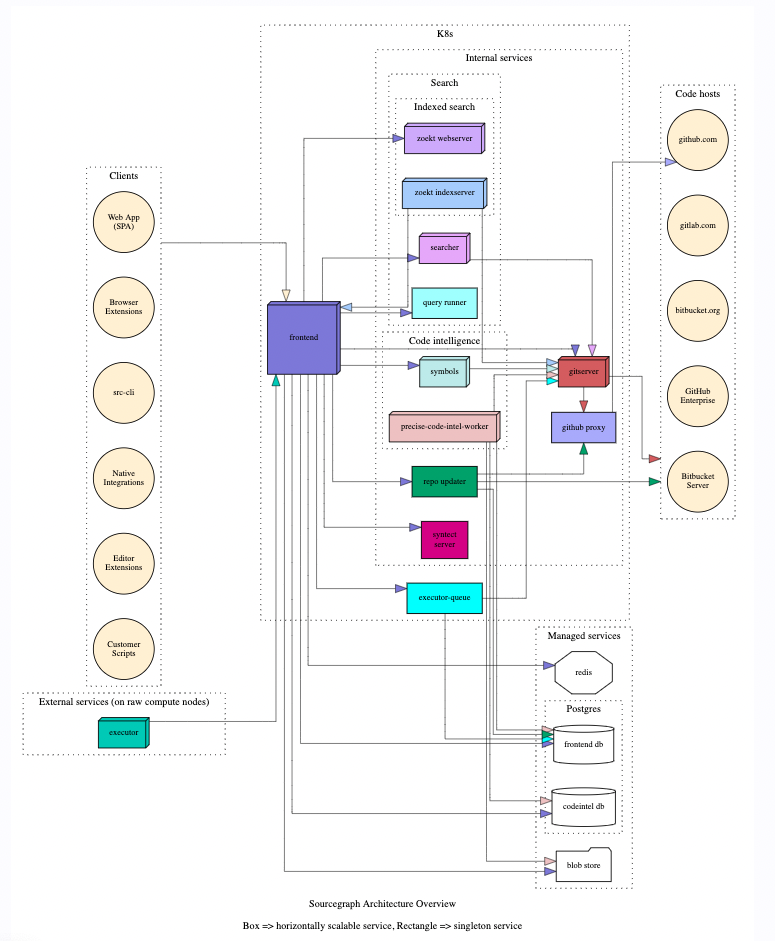 K8s
Internal services
Search
Indexed search
zoekt webserver
zoekt indexserver
searcher
query runner
Code intelligence
symbols
precise-code-intel-worker
repo updater
syntect
server
executor-queue
frontend
gitserver
github proxy
Clients
Web App
(SPA)
Browser
Extensions
src-cli
Native
Integrations
Editor
Extensions
Customer
Scripts
External services (on raw compute nodes)
executor
Code hosts
github.com
gitlab.com
bitbucket.org
GitHub
Enterprise
Bitbucket
Server
Managed services
redis
Postgres
frontend db
codeintel db
blob store
Sourcegraph Architecture Overview
Box => horizontally scalable service, Rectangle => singleton service